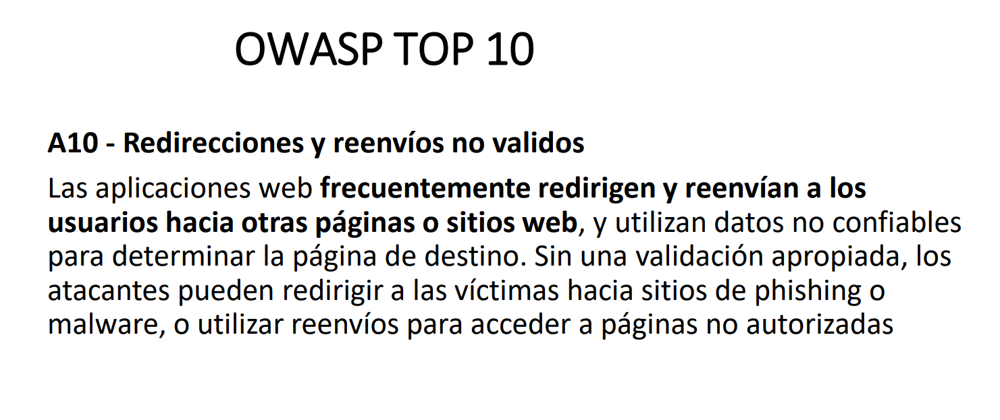 OWASP TOP 10
A10 - Redirecciones y reenvíos no validos
Las aplicaciones web frecuentemente redirigen y reenvían a los
usuarios hacia otras páginas o sitios web, y utilizan datos no confiables
para determinar la página de destino. Sin una validación apropiada, los
atacantes pueden redirigir a las víctimas hacia sitios de phishing o
malware, o utilizar reenvíos para acceder a páginas no autorizadas